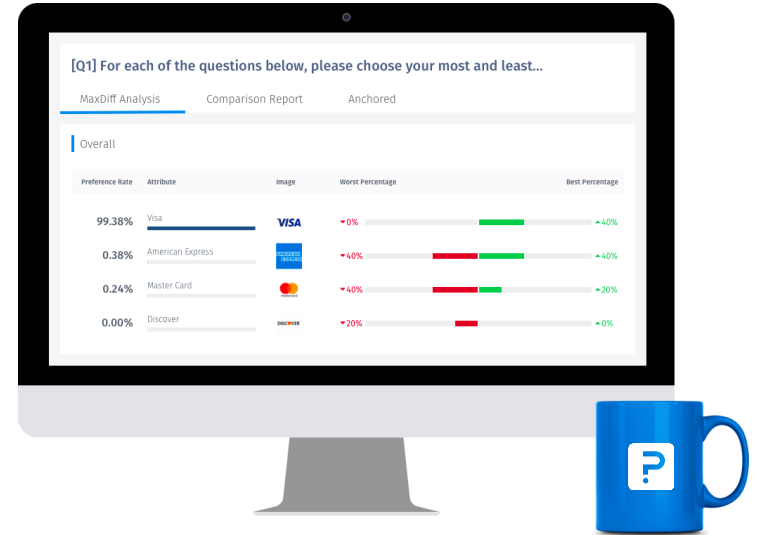 [Q1] For each of the questions below, please choose your most and least...
MaxDiff Analysis Comparison Report Anchored
Overall
Preference Rate Attribute Image Worst Percentage Best Percentage
99.38% Visa VISA ▼0% ▲40%
0.38% American Express AMERICAN EXPRESS ▼40% ▲40%
0.24% Master Card ▼40% ▲20%
0.00% Discover DISCOVER ▼20% ▲0%